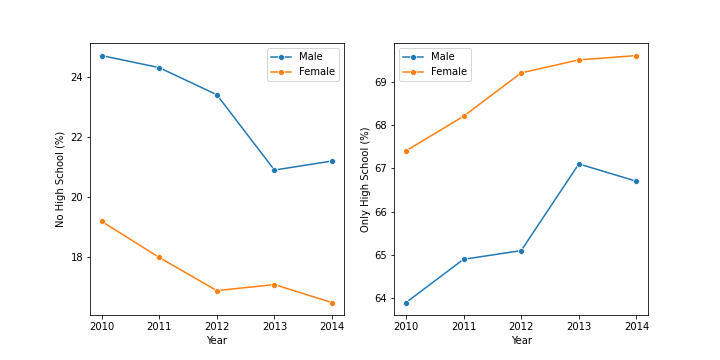 Male
Female
24
22
20
18
No High School (%)
2010 2011 2012 2013 2014
Year
Male
Female
69
68
67
66
65
64
Only High School (%)
2010 2011 2012 2013 2014
Year